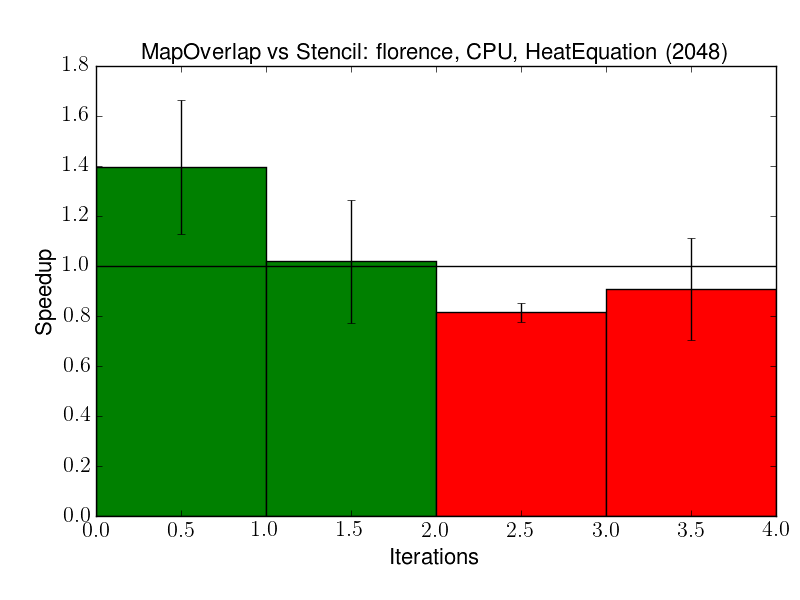 MapOverlap vs Stencil: florence, CPU, HeatEquation (2048)
1.8
1.6
1.4
1.2
1.0
0.8
0.6
0.4
0.2
0.0
Speedup
0.0 0.5 1.0 1.5 2.0 2.5 3.0 3.5 4.0
Iterations